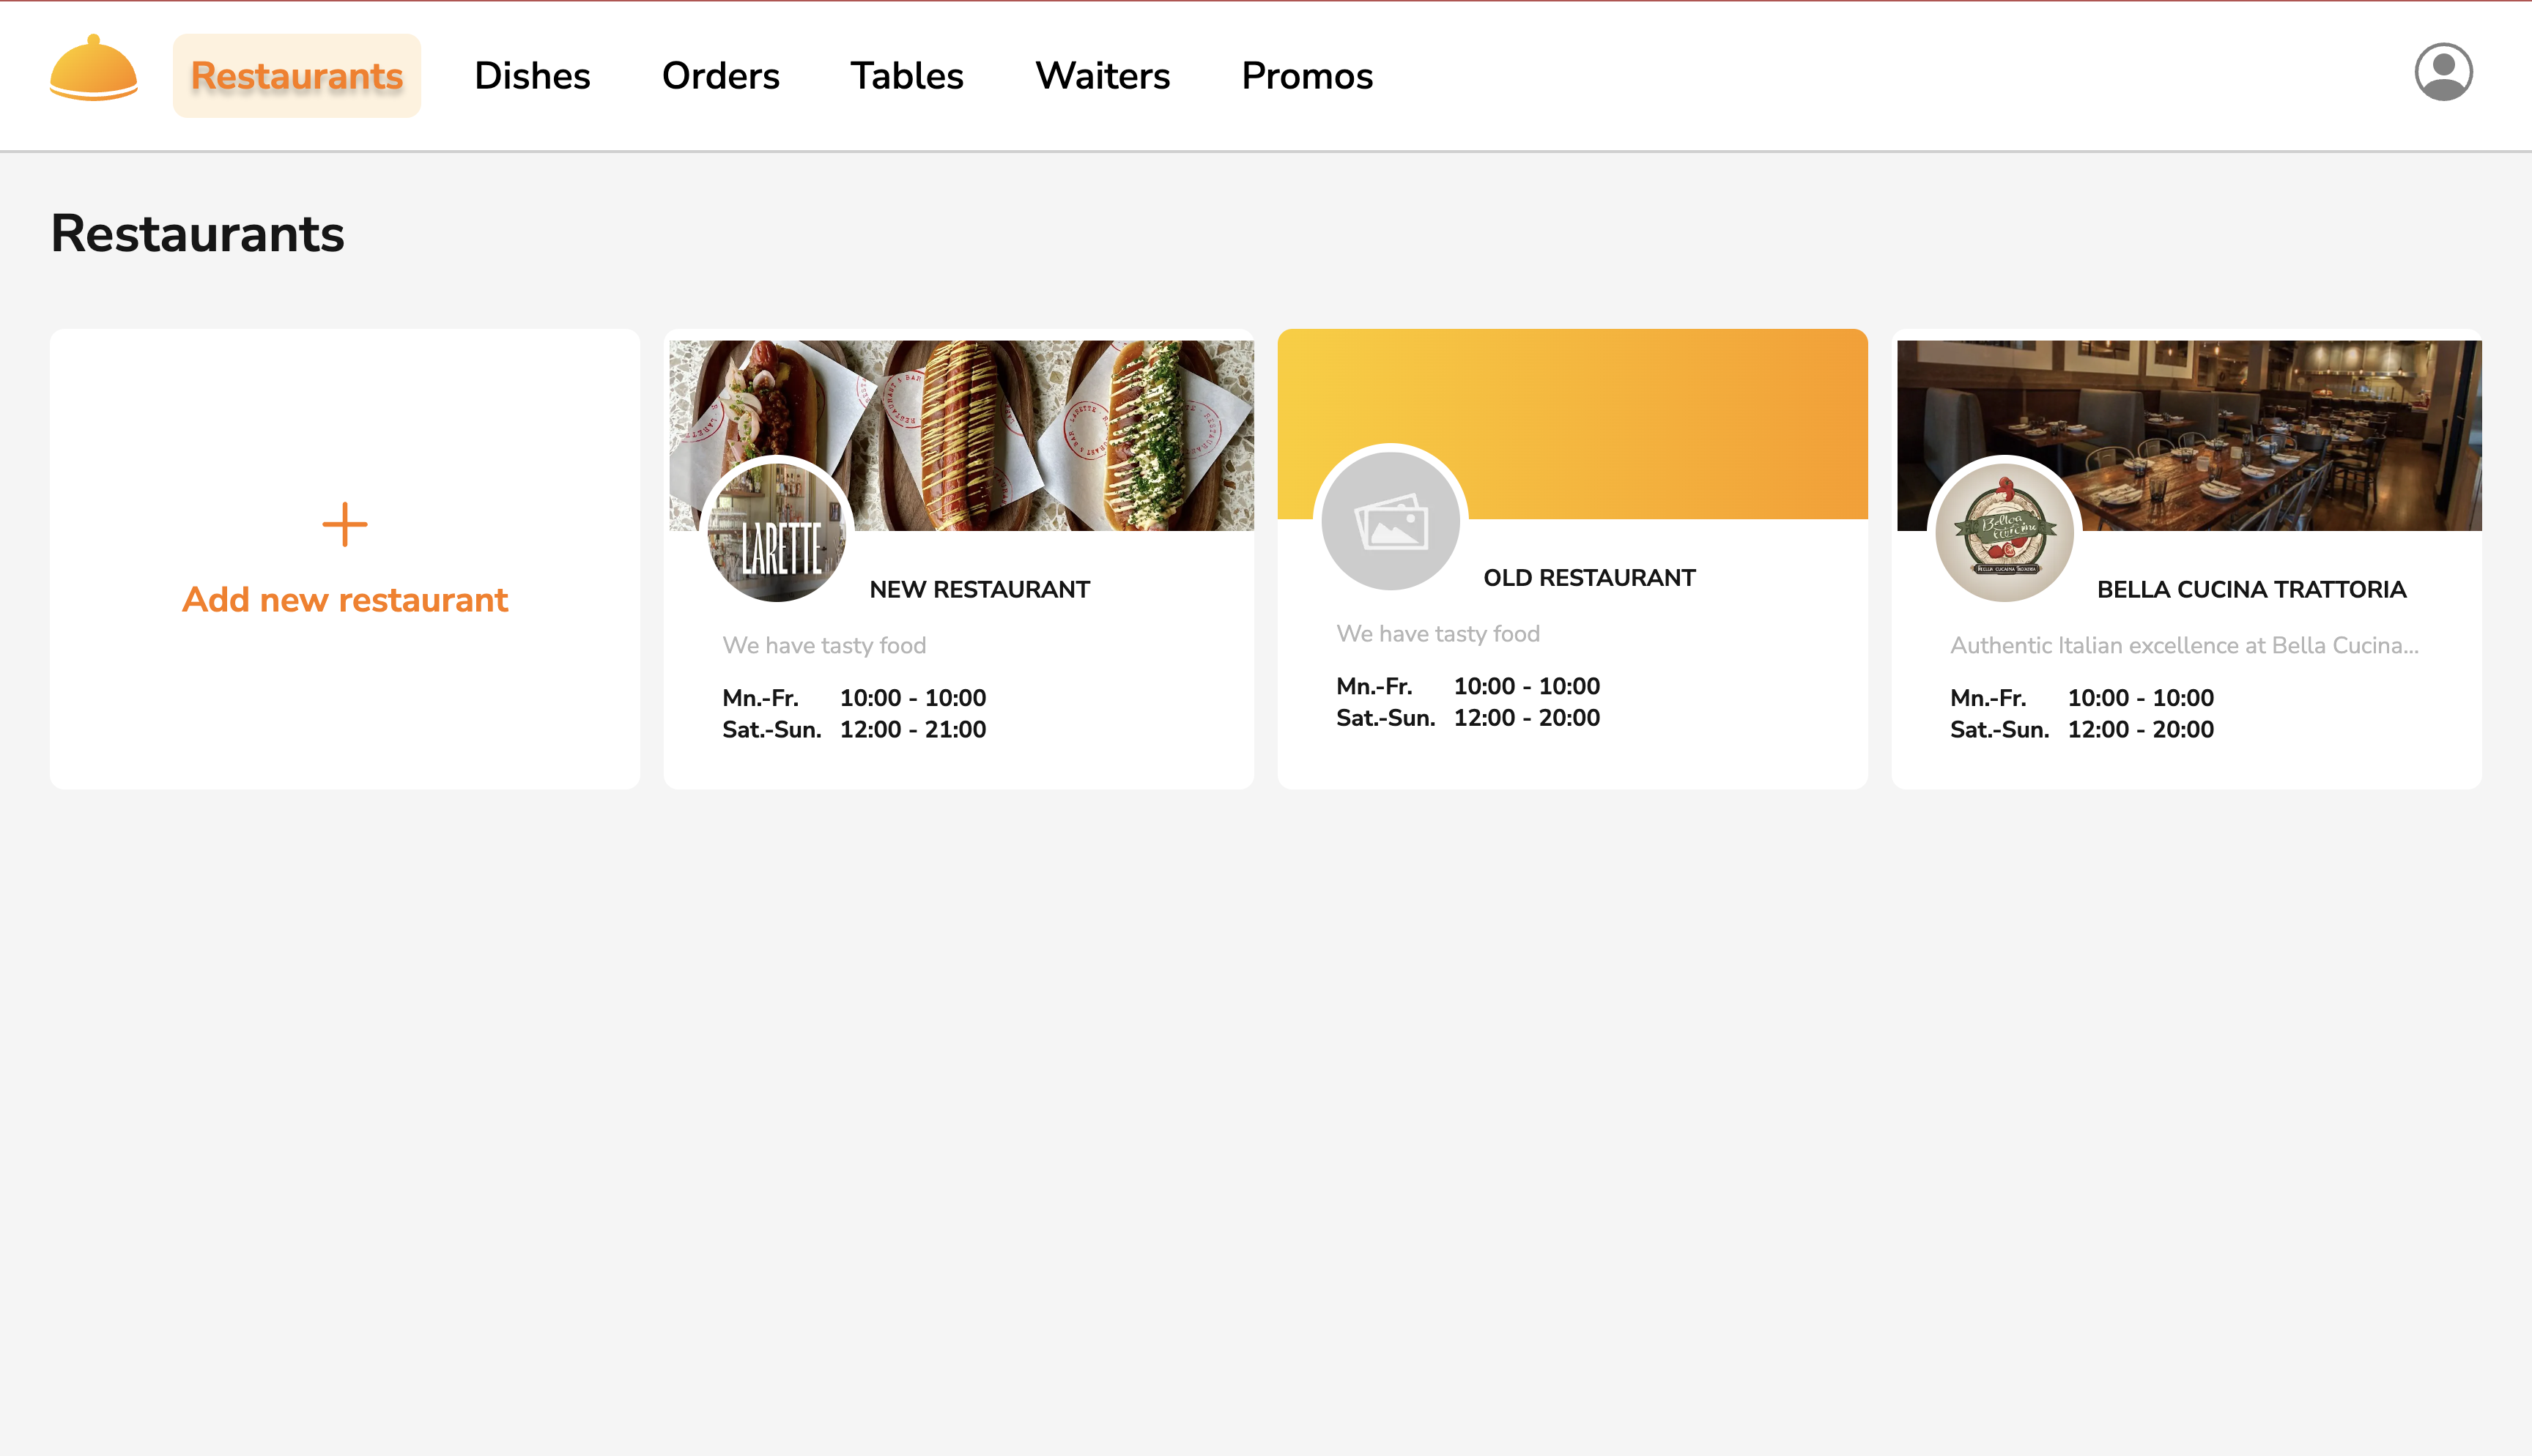 Restaurants
Dishes
Orders
Tables
Waiters
Promos
Restaurants
Add new restaurant
LARETTE
NEW RESTAURANT
We have tasty food
Mn.-Fr. 10:00 - 10:00
Sat.-Sun. 12:00 - 21:00
OLD RESTAURANT
We have tasty food
Mn.-Fr. 10:00 - 10:00
Sat.-Sun. 12:00 - 20:00
BELLA CUCINA TRATTORIA
Authentic Italian excellence at Bella Cucina...
Mn.-Fr. 10:00 - 10:00
Sat.-Sun. 12:00 - 20:00